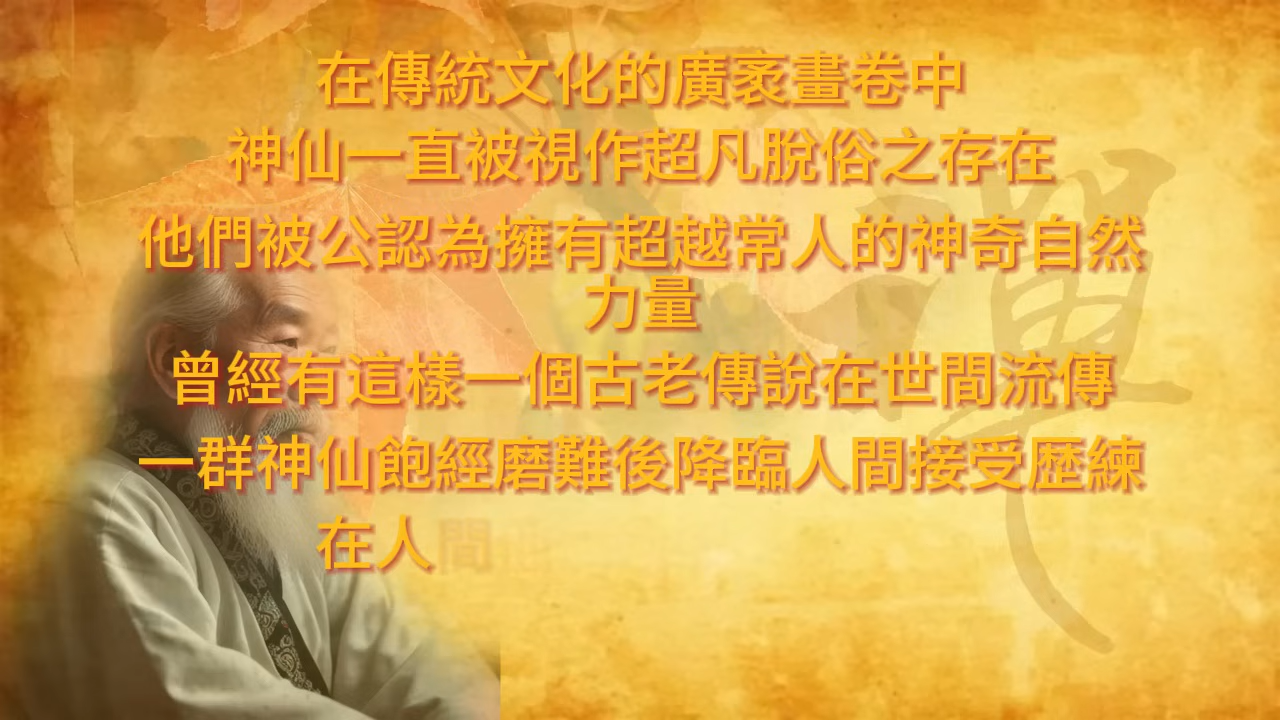 在傳統文化的廣袤畫卷中
神仙一直被視作超凡脫俗之存在
他們被公認為擁有超越常人的神奇自然
力量
曾經有這樣一個古老傳說在世間流傳
一群神仙飽經磨難後降臨人間接受歷練
在人間
禪